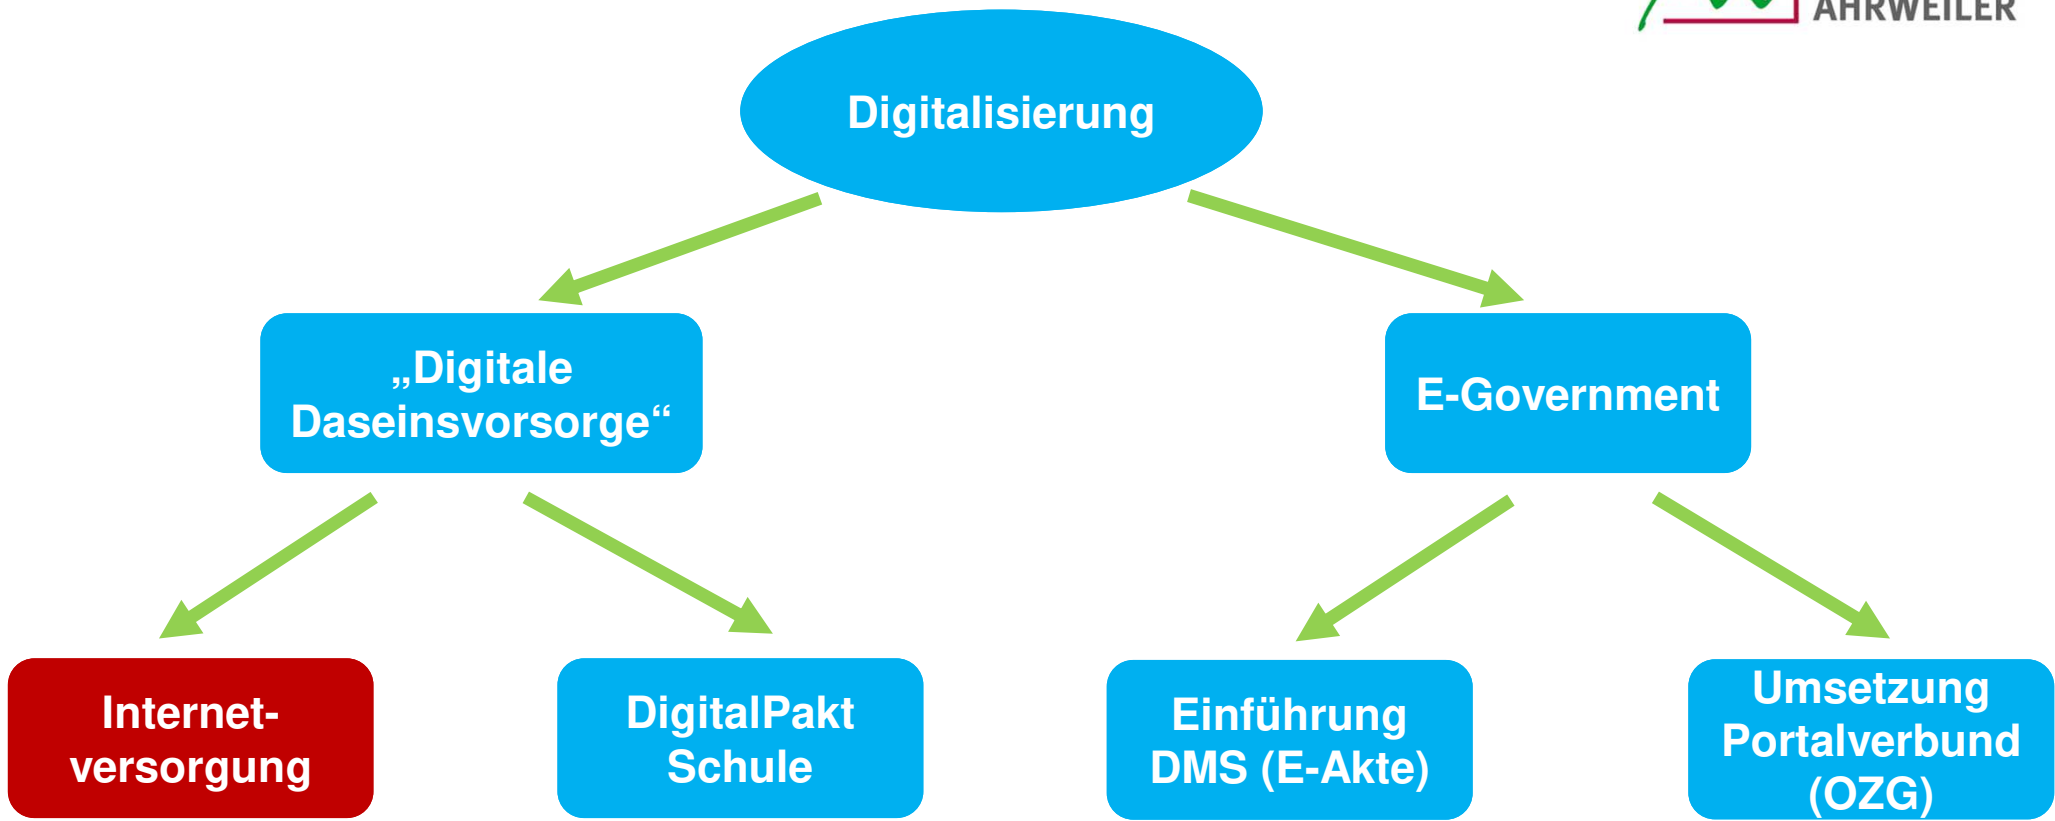 AHRWEILER
Digitalisierung
„Digitale
Daseinsvorsorge“
E-Government
Internet-
versorgung
DigitalPakt
Schule
Einführung
DMS (E-Akte)
Umsetzung
Portalverbund
(OZG)